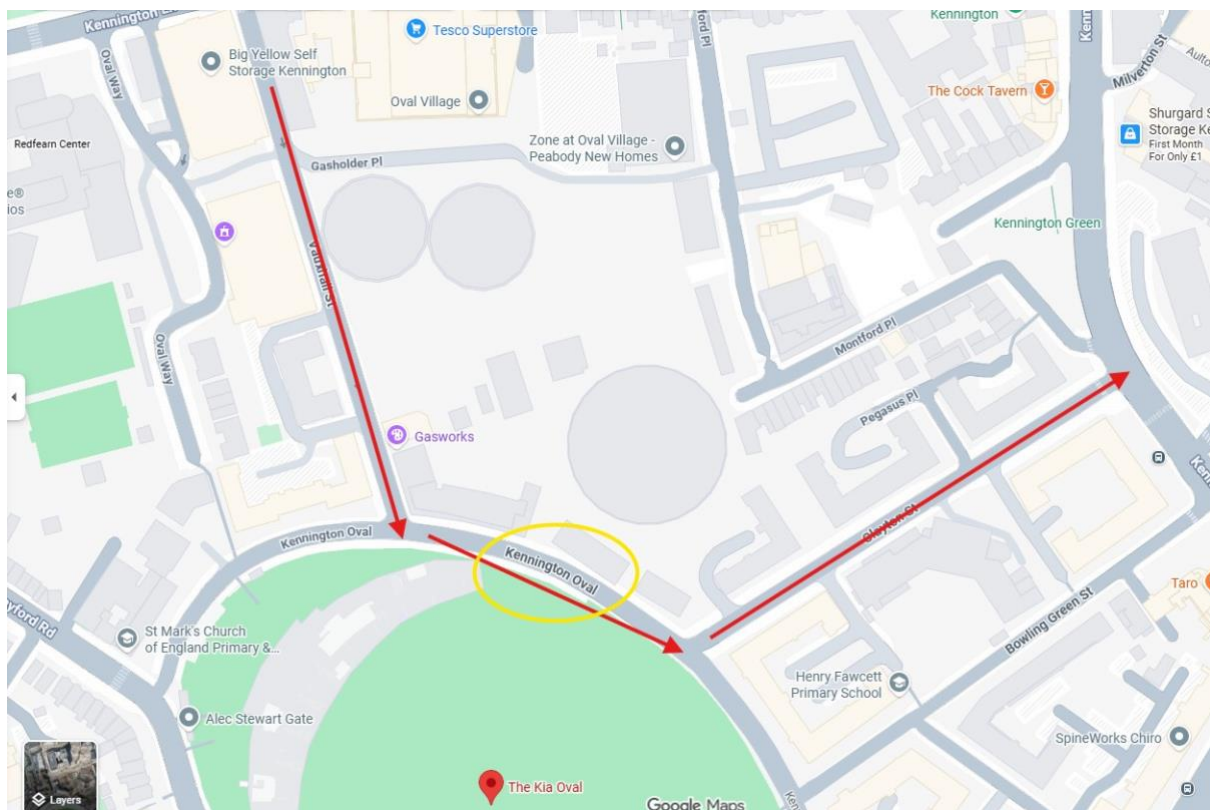 Kennington
Tesco Superstore
Big Yellow Self
Storage Kennington
Oval Way
Oval Village
Kennington
Milverton St
The Cock Tavern
Shurgard S
Storage Ke
First Month
For Only £1
Redfearn Center
Zone at Oval Village -
Peabody New Homes
Gasholder Pl
e®
ios
Kennington Green
Vauxhall St
Oval Way
Montford Pl
Pegasus Pl
Gasworks
Clayton St
Kennington Oval
Kennington Oval
Bowling Green St
Taro
St Mark's Church
of England Primary &...
Henry Fawcett
Primary School
Alec Stewart Gate
SpineWorks Chiro
The Kia Oval
Layers
Google Maps